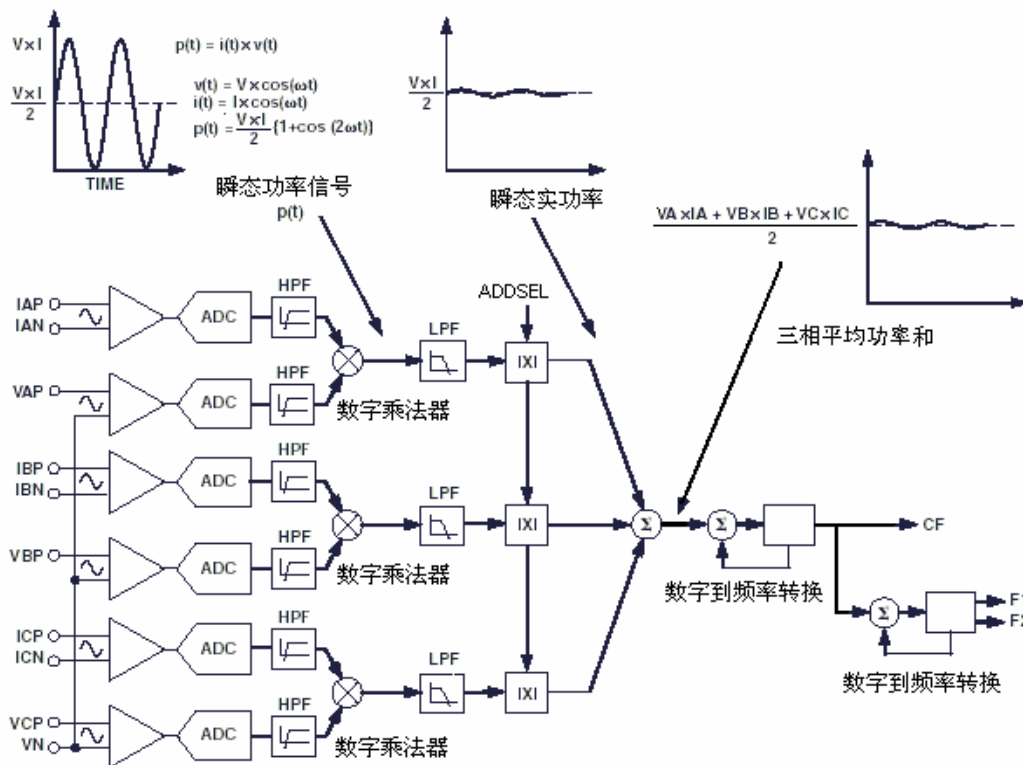 V×I
p(t) = i(t)×v(t)
V×I
2
v(t) = V×cos(ωt)
i(t) = I×cos(ωt)
p(t) = V×I/2 {1+cos (2ωt)}
TIME
V×I
2
瞬态功率信号
p(t)
瞬态实功率
VA×IA + VB×IB + VC×IC
2
三相平均功率和
IAP
IAN
ADC
HPF
ADDSEL
LPF
|X|
VAP
ADC
HPF
数字乘法器
IBP
IBN
ADC
HPF
LPF
|X|
Σ
Σ
CF
VBP
ADC
HPF
数字乘法器
数字到频率转换
Σ
F1
F2
数字到频率转换
ICP
ICN
ADC
HPF
LPF
|X|
VCP
VN
ADC
HPF
数字乘法器